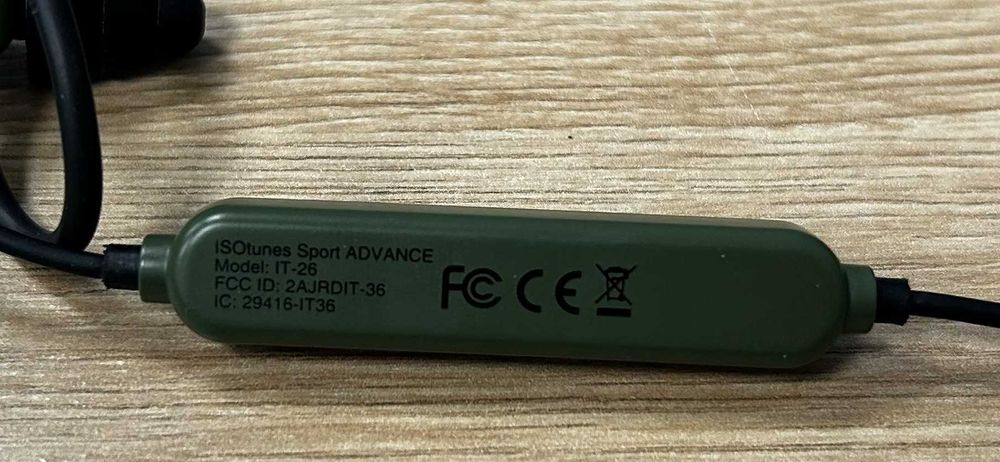 ISOtunes Sport ADVANCE
Model: IT-26
FCC ID: 2AJRDIT-36
IC: 29416-IT36
FC CE